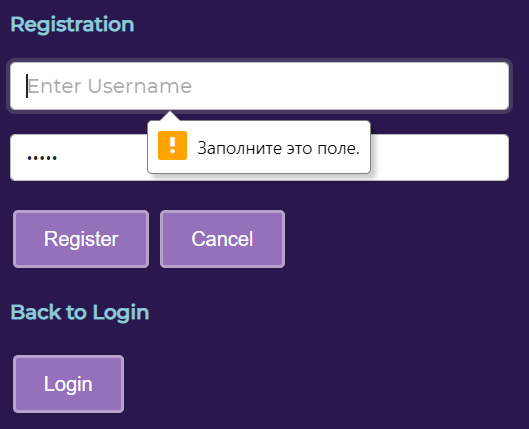 Registration
Enter Username
Заполните это поле.
•••••
Register Cancel
Back to Login
Login